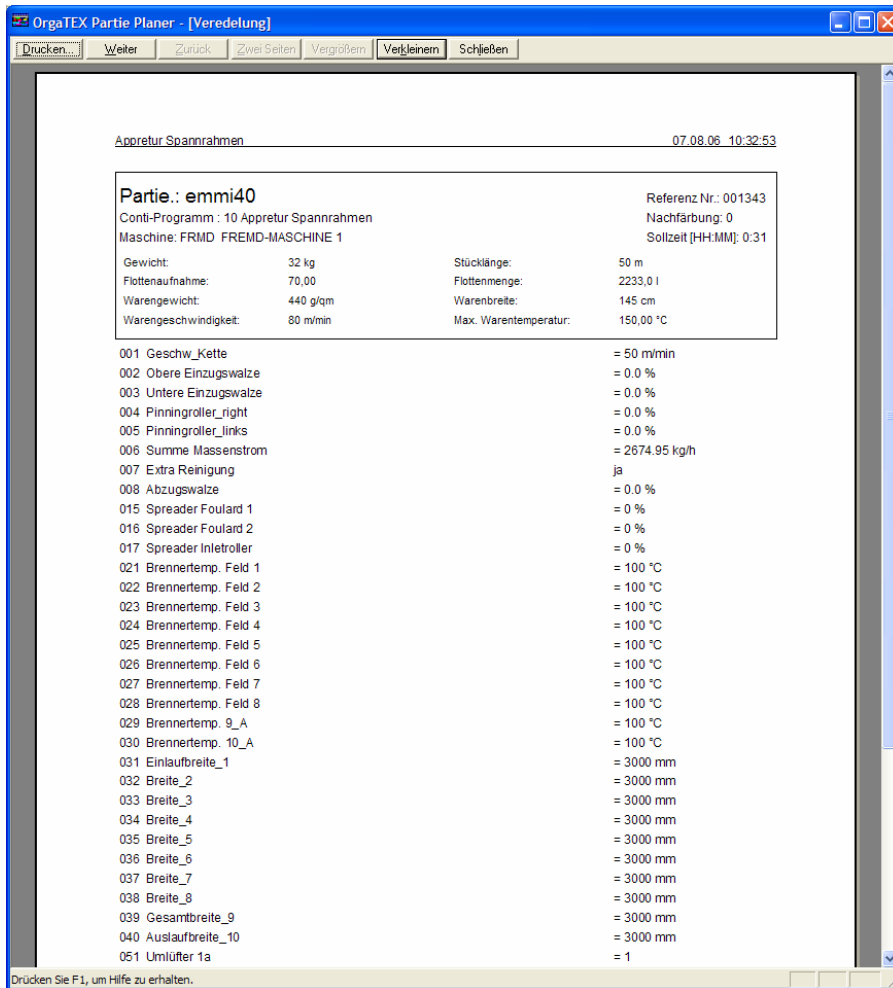 OrgaTEX Partie Planer - [Veredelung]
Drucken... Weiter Zurück Zwei Seiten Vergrößern Verkleinern Schließen
Appretur Spannrahmen 07.08.06 10:32:53
Partie.: emmi40 Referenz Nr.: 001343
Conti-Programm : 10 Appretur Spannrahmen Nachfärbung: 0
Maschine: FRMD FREMD-MASCHINE 1 Sollzeit [HH:MM]: 0:31
Gewicht: 32 kg Stücklänge: 50 m
Flottenaufnahme: 70,00 Flottenmenge: 2233,0 l
Warengewicht: 440 g/qm Warenbreite: 145 cm
Warengeschwindigkeit: 80 m/min Max. Warentemperatur: 150,00 °C
001 Geschw_Kette = 50 m/min
002 Obere Einzugswalze = 0.0 %
003 Untere Einzugswalze = 0.0 %
004 Pinningroller_right = 0.0 %
005 Pinningroller_links = 0.0 %
006 Summe Massenstrom = 2674.95 kg/h
007 Extra Reinigung ja
008 Abzugswalze = 0.0 %
015 Spreader Foulard 1 = 0 %
016 Spreader Foulard 2 = 0 %
017 Spreader Inletroller = 0 %
021 Brennertemp. Feld 1 = 100 °C
022 Brennertemp. Feld 2 = 100 °C
023 Brennertemp. Feld 3 = 100 °C
024 Brennertemp. Feld 4 = 100 °C
025 Brennertemp. Feld 5 = 100 °C
026 Brennertemp. Feld 6 = 100 °C
027 Brennertemp. Feld 7 = 100 °C
028 Brennertemp. Feld 8 = 100 °C
029 Brennertemp. 9_A = 100 °C
030 Brennertemp. 10_A = 100 °C
031 Einlaufbreite_1 = 3000 mm
032 Breite_2 = 3000 mm
033 Breite_3 = 3000 mm
034 Breite_4 = 3000 mm
035 Breite_5 = 3000 mm
036 Breite_6 = 3000 mm
037 Breite_7 = 3000 mm
038 Breite_8 = 3000 mm
039 Gesamtbreite_9 = 3000 mm
040 Auslaufbreite_10 = 3000 mm
051 Umlüfter 1a = 1
Drücken Sie F1, um Hilfe zu erhalten.